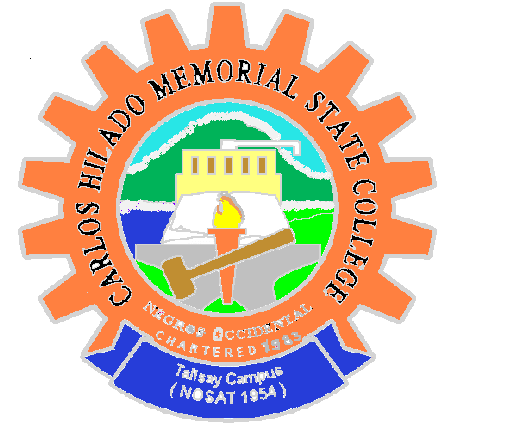 CARLOS HILADO MEMORIAL STATE COLLEGE
NEGROS OCCIDENTAL
CHARTERED
Talisay Campus
( NOSAT 1954 )